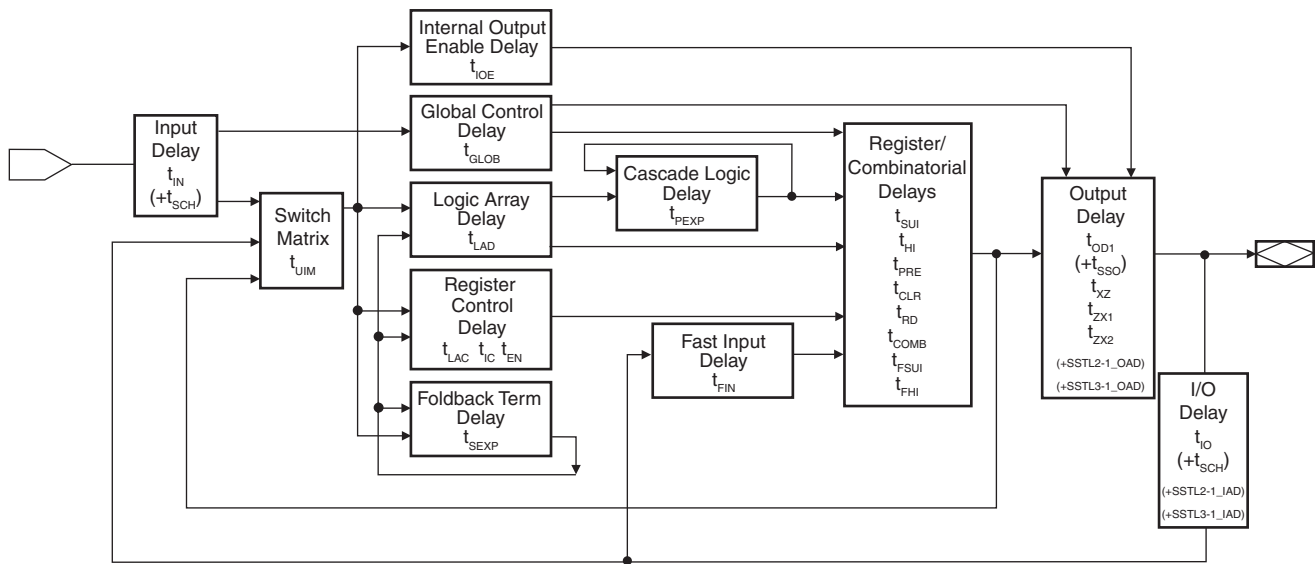 Internal Output
Enable Delay
tIOE
Global Control
Delay
tGLOB
Input
Delay
tIN
(+tSCH)
Switch
Matrix
tUIM
Logic Array
Delay
tLAD
Cascade Logic
Delay
tPEXP
Register
Control
Delay
tLAC tIC tEN
Fast Input
Delay
tFIN
Foldback Term
Delay
tSEXP
Register/
Combinatorial
Delays
tSUI
tHI
tPRE
tCLR
tRD
tCOMB
tFSUI
tFHI
Output
Delay
tOD1
(+tSSO)
tXZ
tZX1
tZX2
(+SSTL2-1_OAD)
(+SSTL3-1_OAD)
I/O
Delay
tIO
(+tSCH)
(+SSTL2-1_IAD)
(+SSTL3-1_IAD)